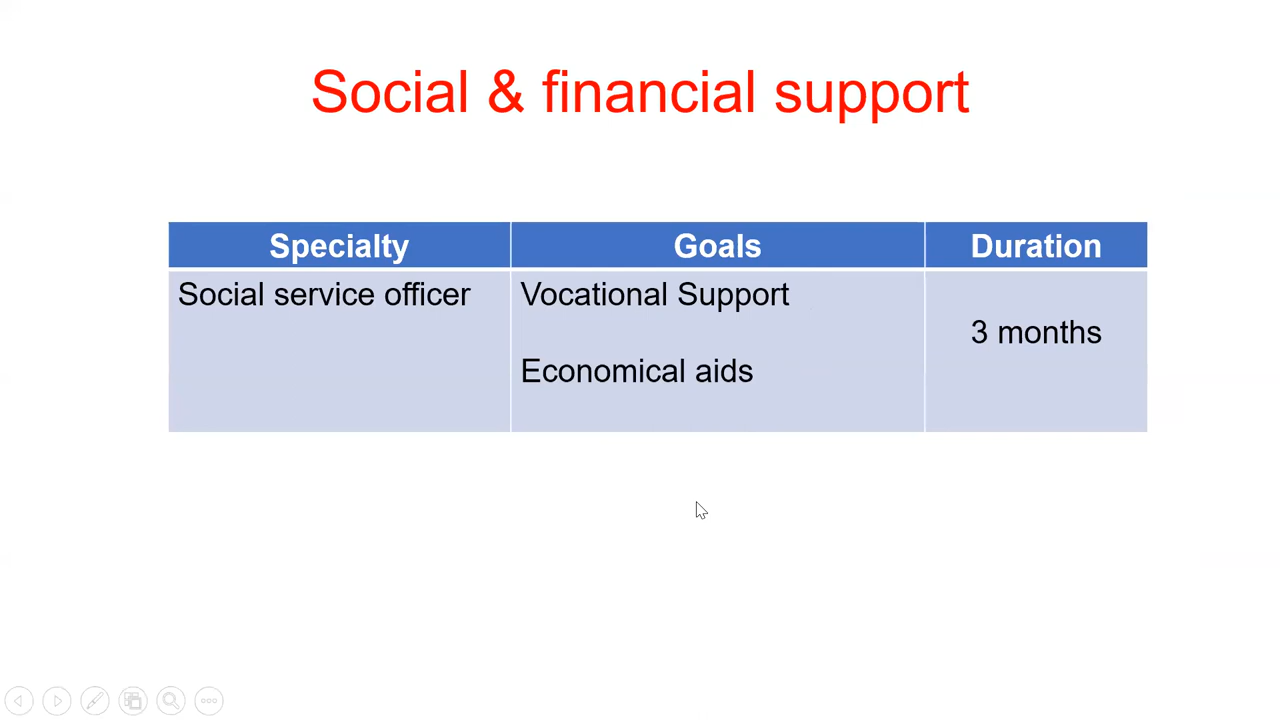 Social & financial support
Specialty Goals Duration
Social service officer Vocational Support
3 months
Economical aids